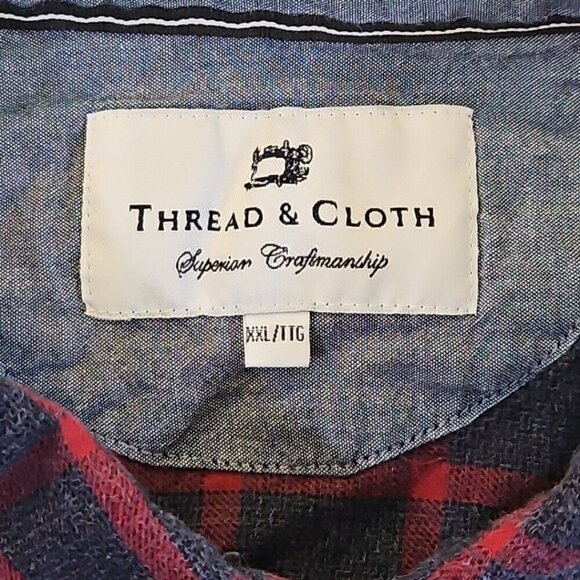 THREAD & CLOTH
Superior Craftmanship
XXL/TTG